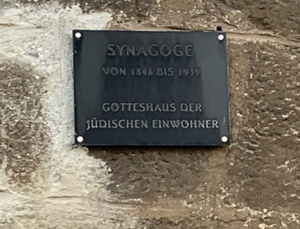 SYNAGOGE
VON 1846 BIS 1939
GOTTESHAUS DER
JÜDISCHEN EINWOHNER